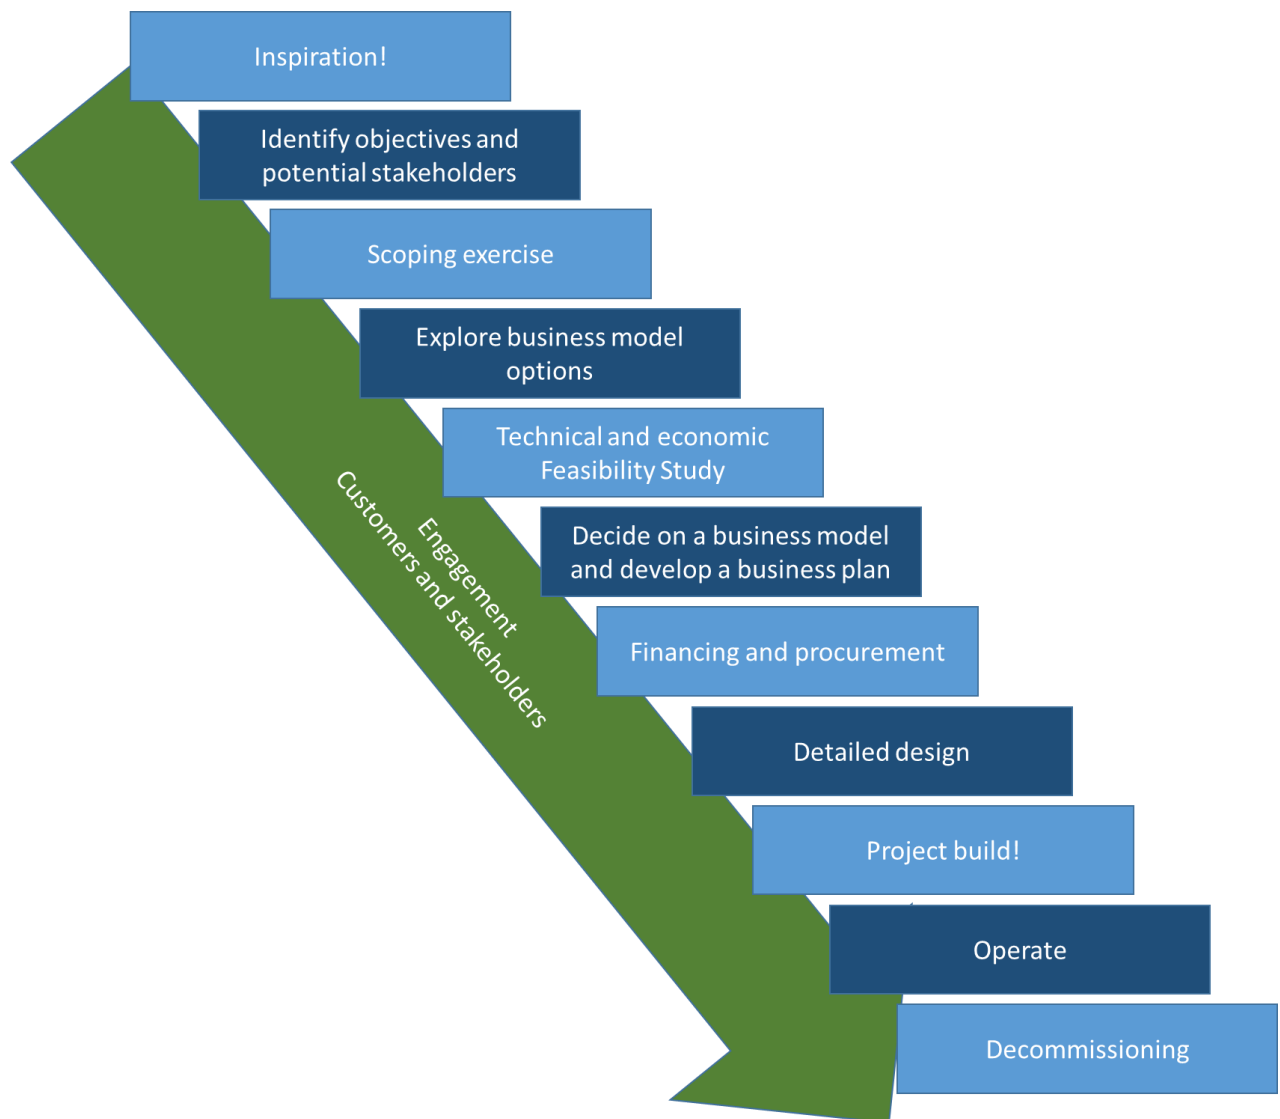 Inspiration!
Identify objectives and
potential stakeholders
Scoping exercise
Explore business model
options
Technical and economic
Feasibility Study
Decide on a business model
and develop a business plan
Financing and procurement
Detailed design
Project build!
Operate
Decommissioning
Engagement
Customers and stakeholders